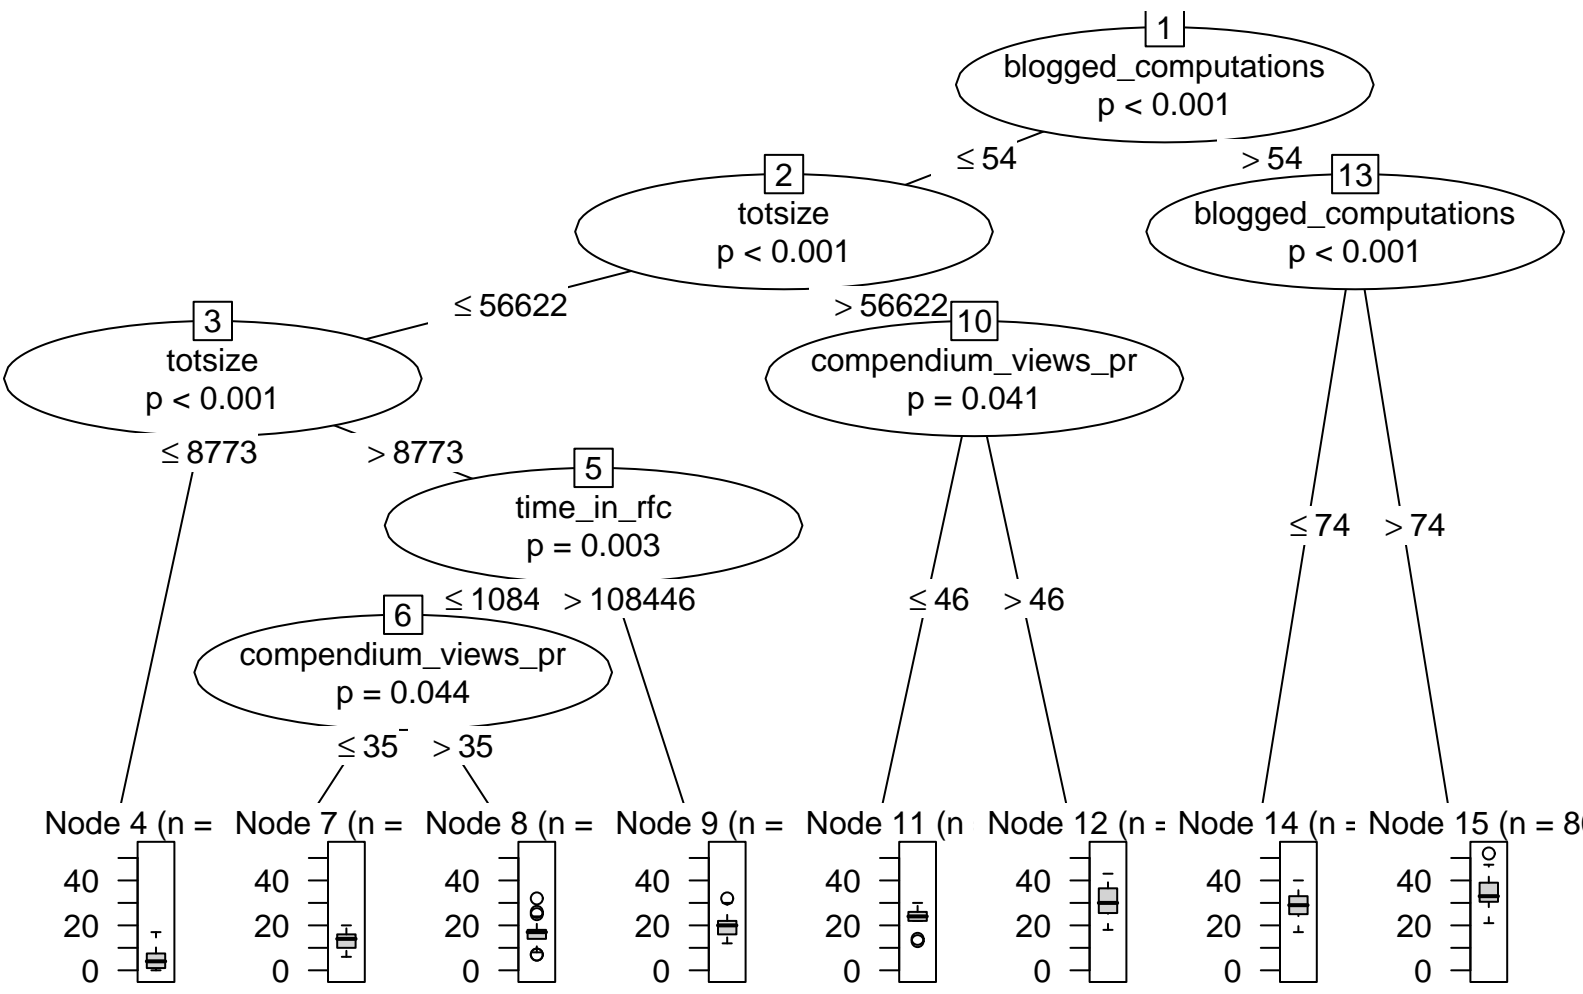 1
blogged_computations
p < 0.001
≤ 54
> 54
2
totsize
p < 0.001
13
blogged_computations
p < 0.001
≤ 56622
> 56622
3
totsize
p < 0.001
10
compendium_views_pr
p = 0.041
≤ 8773
> 8773
5
time_in_rfc
p = 0.003
≤ 74
> 74
≤ 1084
> 108446
≤ 46
> 46
6
compendium_views_pr
p = 0.044
≤ 35
> 35
Node 4 (n =
Node 7 (n =
Node 8 (n =
Node 9 (n =
Node 11 (n
Node 12 (n =
Node 14 (n =
Node 15 (n = 80
40
20
0
40
20
0
40
20
0
40
20
0
40
20
0
40
20
0
40
20
0
40
20
0